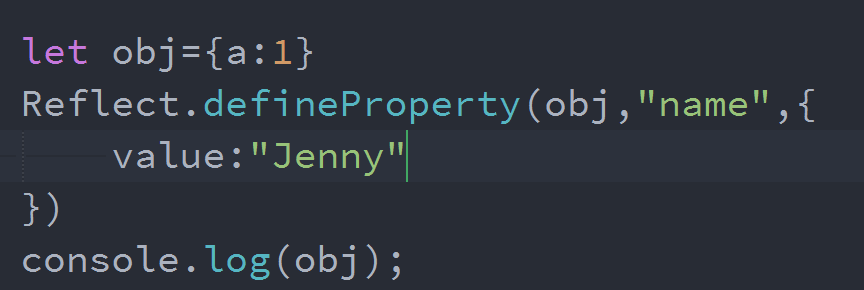 let obj={a:1}
Reflect.defineProperty(obj,"name",{
    value:"Jenny"
})
console.log(obj);